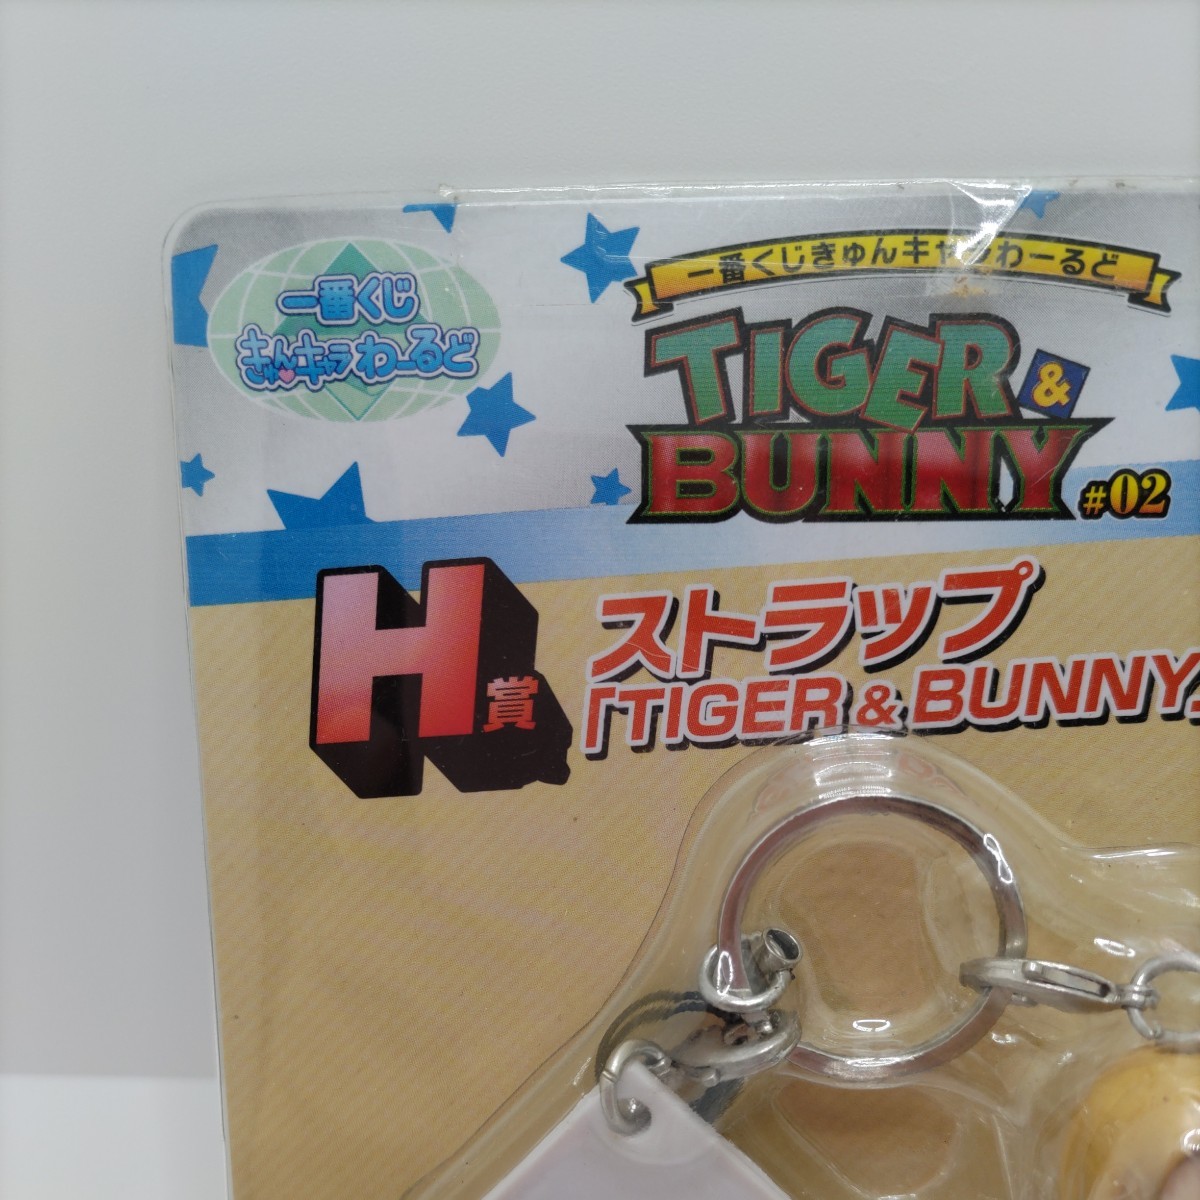 一番くじ
きゅんキャラわーるど
一番くじきゅんキャラわーるど
TIGER &
BUNNY #02
H賞
ストラップ
「TIGER & BUNNY」